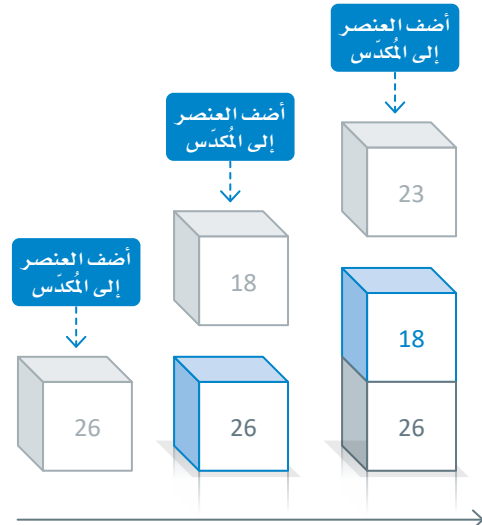 أضف العنصر
إلى المُكدّس
أضف العنصر
إلى المُكدّس
أضف العنصر
إلى المُكدّس
23
18
18
26
26
26